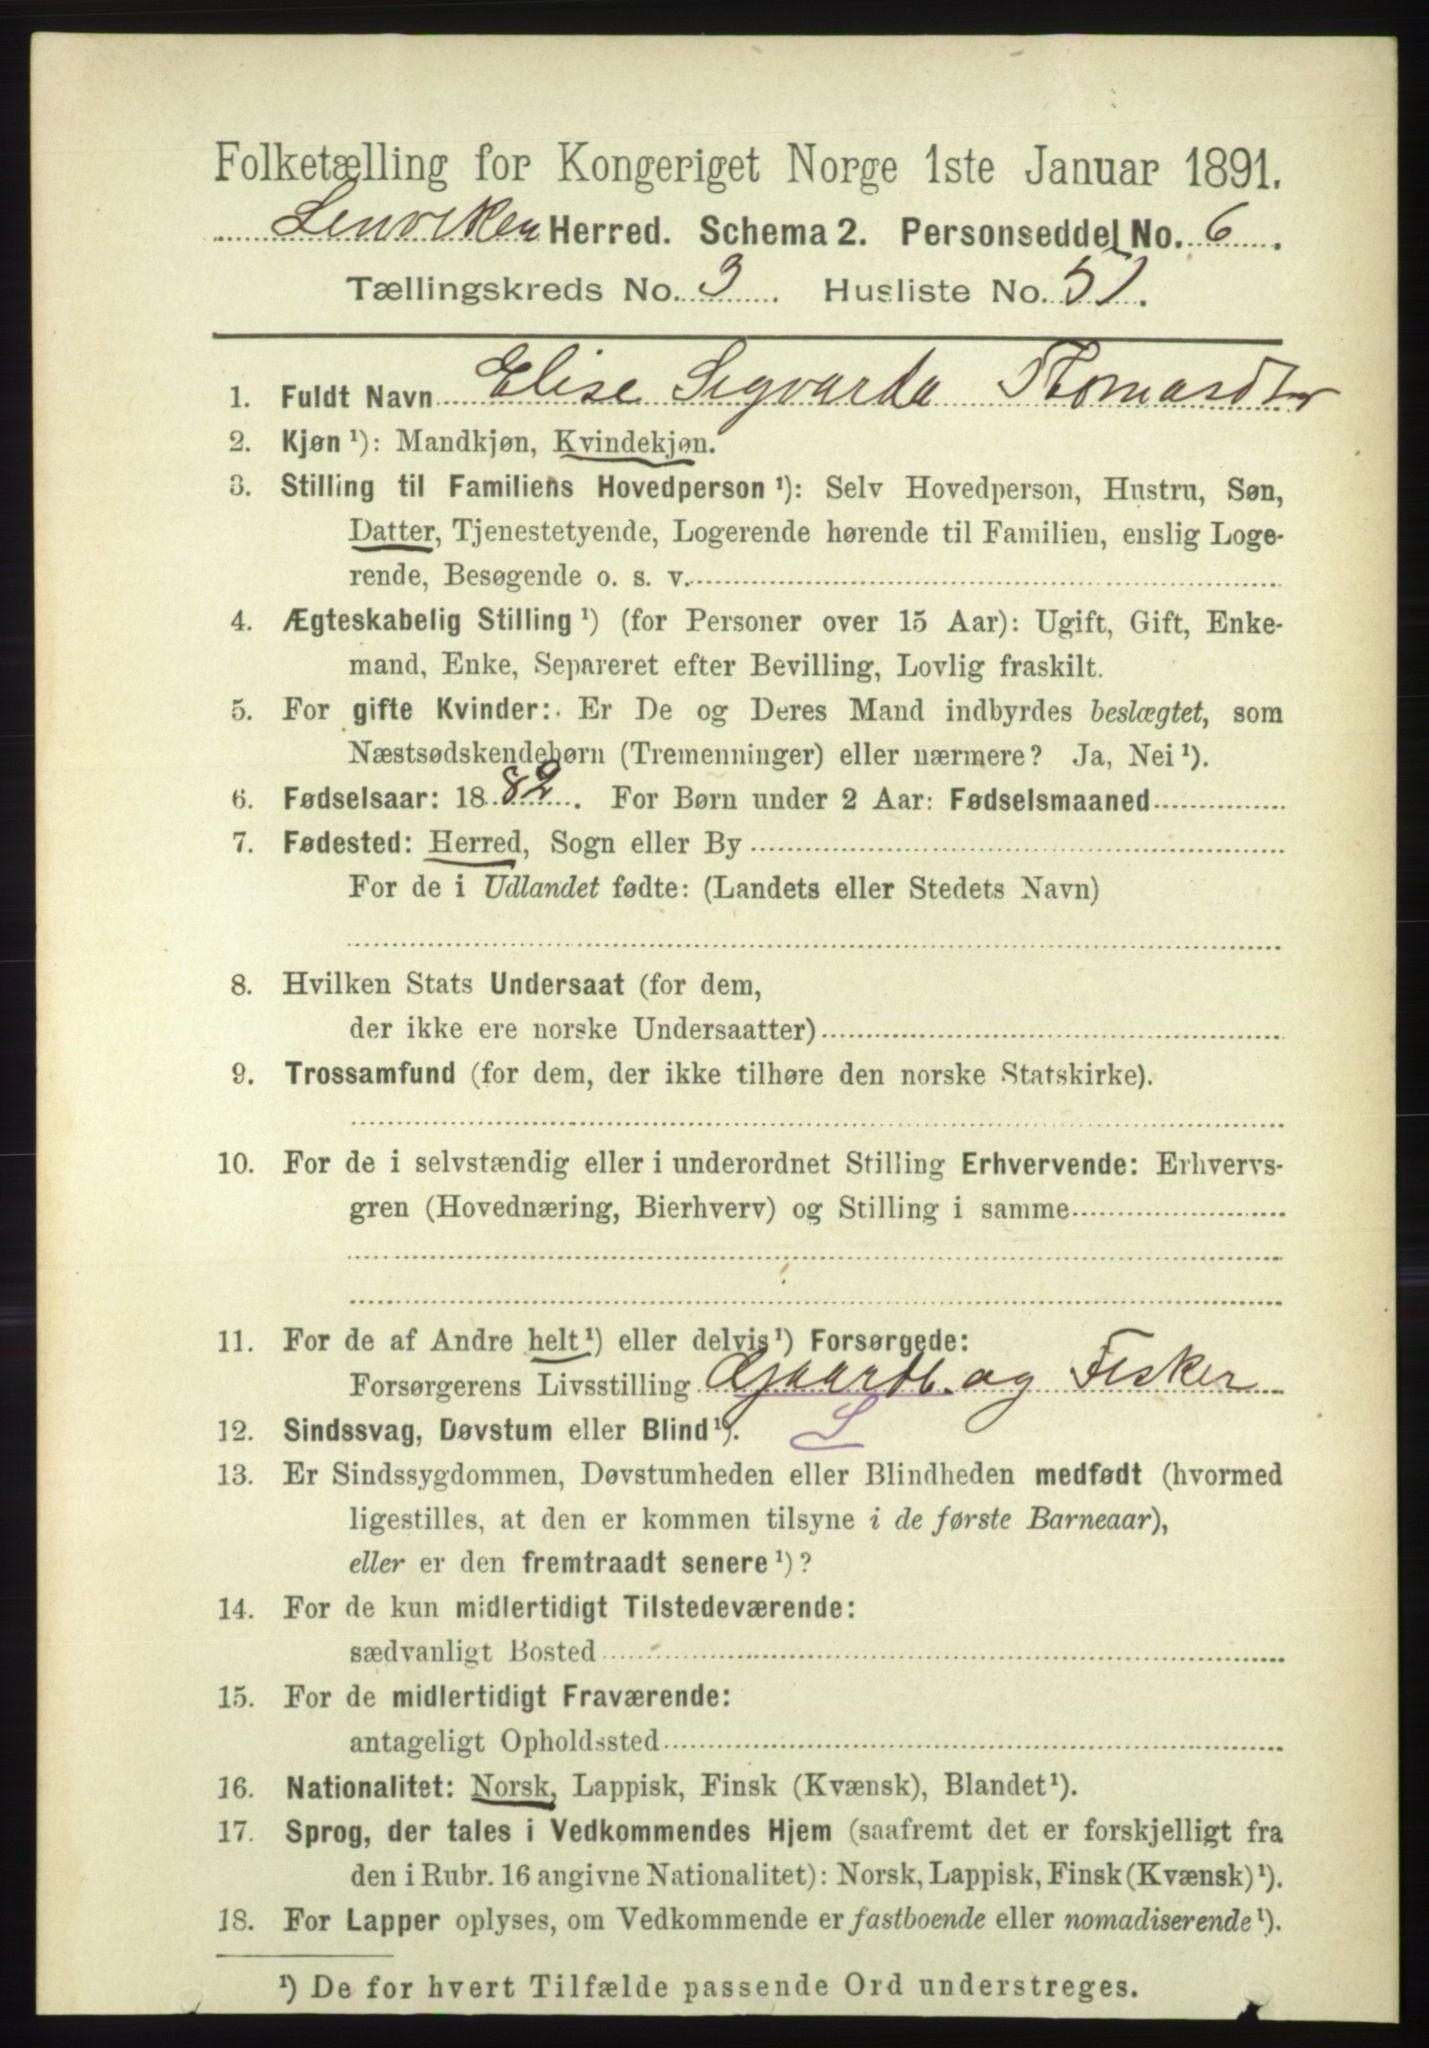 Folketælling for Kongeriget Norge 1ste Januar 1891.
Lenviken Herred. Schema 2. Personseddel No. 6.
Tællingskreds No. 3. Husliste No. 51.
1. Fuldt Navn Elise Sigvarda Thomasdtr
2. Kjøn ¹): Mandkjøn, Kvindekjøn.
3. Stilling til Familiens Hovedperson ¹): Selv Hovedperson, Hustru, Søn,
Datter, Tjenestetyende, Logerende hørende til Familien, enslig Loge-
rende, Besøgende o. s. v.
4. Ægteskabelig Stilling ¹) (for Personer over 15 Aar): Ugift, Gift, Enke-
mand, Enke, Separeret efter Bevilling, Lovlig fraskilt.
5. For gifte Kvinder: Er De og Deres Mand indbyrdes beslægtet, som
Næstsødskendebørn (Tremenninger) eller nærmere? Ja, Nei ¹).
6. Fødselsaar: 1882. For Børn under 2 Aar: Fødselsmaaned
7. Fødested: Herred, Sogn eller By
For de i Udlandet fødte: (Landets eller Stedets Navn)
8. Hvilken Stats Undersaat (for dem,
der ikke ere norske Undersaatter)
9. Trossamfund (for dem, der ikke tilhøre den norske Statskirke).
10. For de i selvstændig eller i underordnet Stilling Erhvervende: Erhvervs-
gren (Hovednæring, Bierhverv) og Stilling i samme
11. For de af Andre helt ¹) eller delvis ¹) Forsørgede:
Forsørgerens Livsstilling Gaardb. og Fisker
12. Sindssvag, Døvstum eller Blind ¹). S
13. Er Sindssygdommen, Døvstumheden eller Blindheden medfødt (hvormed
ligestilles, at den er kommen tilsyne i de første Barneaar),
eller er den fremtraadt senere ¹)?
14. For de kun midlertidigt Tilstedeværende:
sædvanligt Bosted
15. For de midlertidigt Fraværende:
antageligt Opholdssted
16. Nationalitet: Norsk, Lappisk, Finsk (Kvænsk), Blandet ¹).
17. Sprog, der tales i Vedkommendes Hjem (saafremt det er forskjelligt fra
den i Rubr. 16 angivne Nationalitet): Norsk, Lappisk, Finsk (Kvænsk) ¹).
18. For Lapper oplyses, om Vedkommende er fastboende eller nomadiserende ¹).
¹) De for hvert Tilfælde passende Ord understreges.